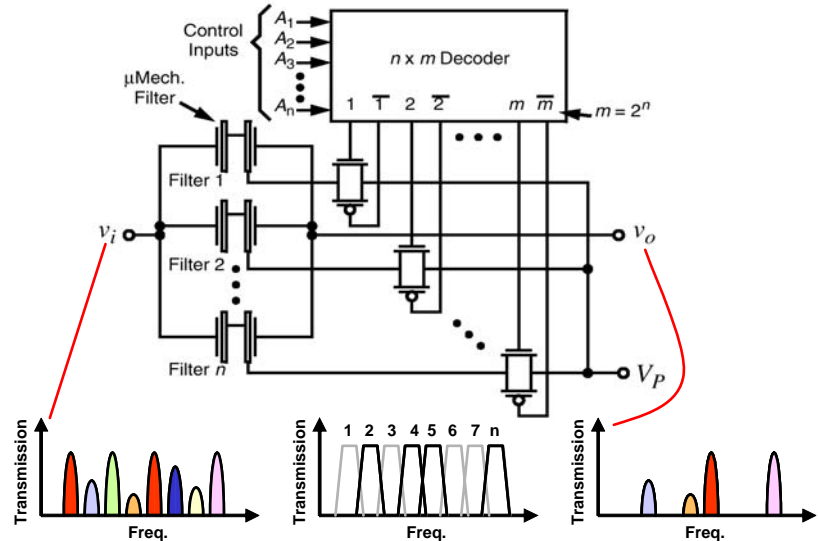 Control
Inputs
A1
A2
A3
An
n x m Decoder
1 1̅ 2 2̅ m m̅
m = 2ⁿ
μMech.
Filter
Filter 1
vi
vo
Filter 2
Filter n
VP
Transmission
Freq.
1 2 3 4 5 6 7 n
Transmission
Freq.
Transmission
Freq.